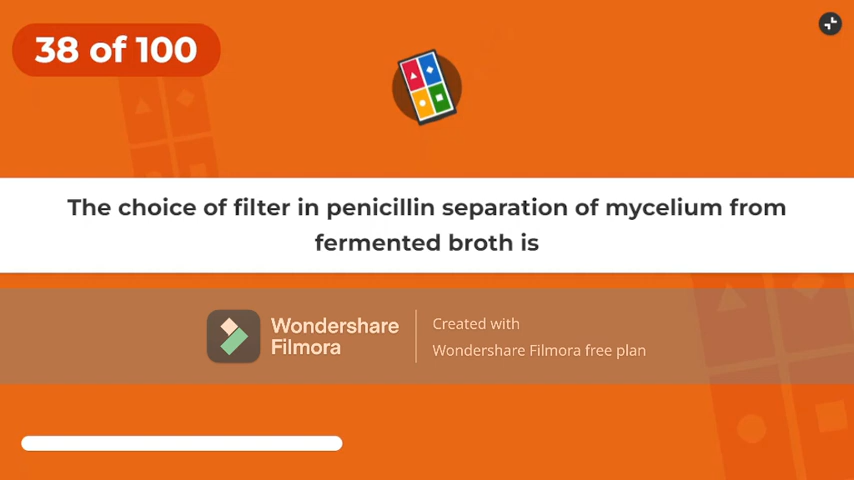 38 of 100
The choice of filter in penicillin separation of mycelium from
fermented broth is
Wondershare
Filmora
Created with
Wondershare Filmora free plan